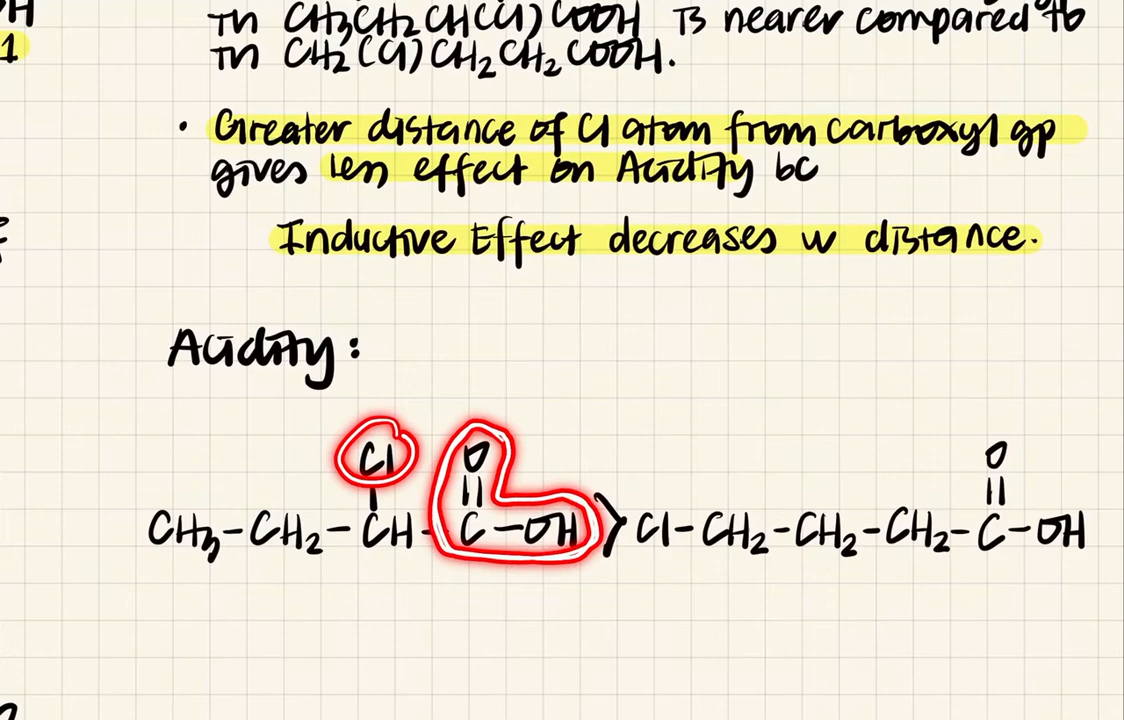 in CH3CH2CH(Cl)COOH is nearer compared to
in CH2(Cl)CH2CH2COOH.
1
• Greater distance of Cl atom from carboxyl gp
gives less effect on Acidity bc
Inductive Effect decreases w distance.
Acidity:
Cl O O
| || ||
CH3-CH2-CH-C-OH > Cl-CH2-CH2-CH2-C-OH